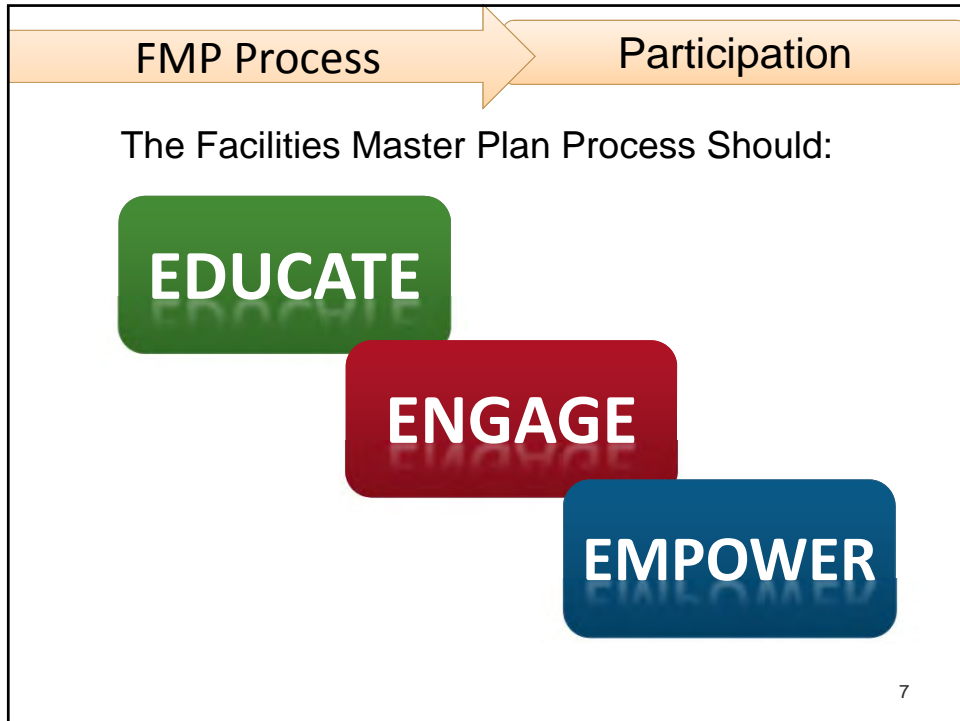 FMP Process
Participation
The Facilities Master Plan Process Should:
EDUCATE
ENGAGE
EMPOWER
7